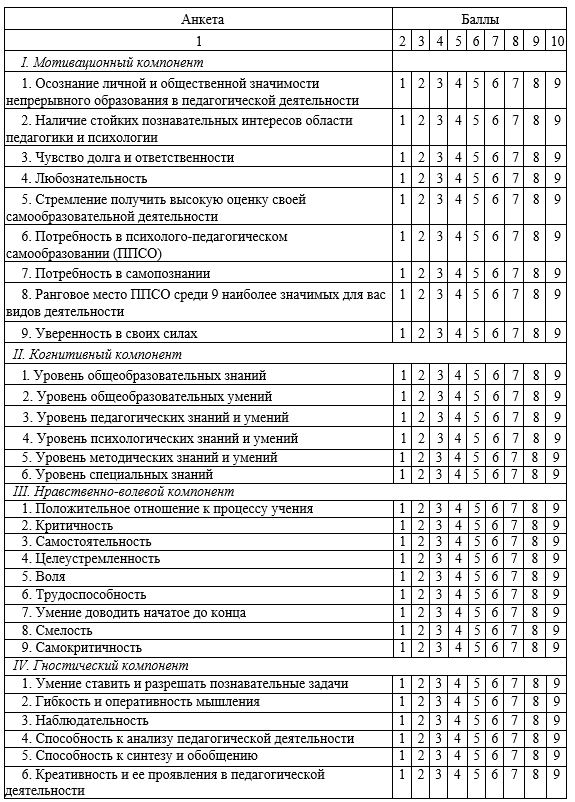 Анкета Баллы
1 2 3 4 5 6 7 8 9 10
I. Мотивационный компонент
1. Осознание личной и общественной значимости
непрерывного образования в педагогической деятельности 1 2 3 4 5 6 7 8 9
2. Наличие стойких познавательных интересов области
педагогики и психологии 1 2 3 4 5 6 7 8 9
3. Чувство долга и ответственности 1 2 3 4 5 6 7 8 9
4. Любознательность 1 2 3 4 5 6 7 8 9
5. Стремление получить высокую оценку своей
самообразовательной деятельности 1 2 3 4 5 6 7 8 9
6. Потребность в психолого-педагогическом
самообразовании (ППСО) 1 2 3 4 5 6 7 8 9
7. Потребность в самопознании 1 2 3 4 5 6 7 8 9
8. Ранговое место ППСО среди 9 наиболее значимых для вас
видов деятельности 1 2 3 4 5 6 7 8 9
9. Уверенность в своих силах 1 2 3 4 5 6 7 8 9
II. Когнитивный компонент
1. Уровень общеобразовательных знаний 1 2 3 4 5 6 7 8 9
2. Уровень общеобразовательных умений 1 2 3 4 5 6 7 8 9
3. Уровень педагогических знаний и умений 1 2 3 4 5 6 7 8 9
4. Уровень психологических знаний и умений 1 2 3 4 5 6 7 8 9
5. Уровень методических знаний и умений 1 2 3 4 5 6 7 8 9
6. Уровень специальных знаний 1 2 3 4 5 6 7 8 9
III. Нравственно-волевой компонент
1. Положительное отношение к процессу учения 1 2 3 4 5 6 7 8 9
2. Критичность 1 2 3 4 5 6 7 8 9
3. Самостоятельность 1 2 3 4 5 6 7 8 9
4. Целеустремленность 1 2 3 4 5 6 7 8 9
5. Воля 1 2 3 4 5 6 7 8 9
6. Трудоспособность 1 2 3 4 5 6 7 8 9
7. Умение доводить начатое до конца 1 2 3 4 5 6 7 8 9
8. Смелость 1 2 3 4 5 6 7 8 9
9. Самокритичность 1 2 3 4 5 6 7 8 9
IV. Гностический компонент
1. Умение ставить и разрешать познавательные задачи 1 2 3 4 5 6 7 8 9
2. Гибкость и оперативность мышления 1 2 3 4 5 6 7 8 9
3. Наблюдательность 1 2 3 4 5 6 7 8 9
4. Способность к анализу педагогической деятельности 1 2 3 4 5 6 7 8 9
5. Способность к синтезу и обобщению 1 2 3 4 5 6 7 8 9
6. Креативность и ее проявления в педагогической
деятельности 1 2 3 4 5 6 7 8 9